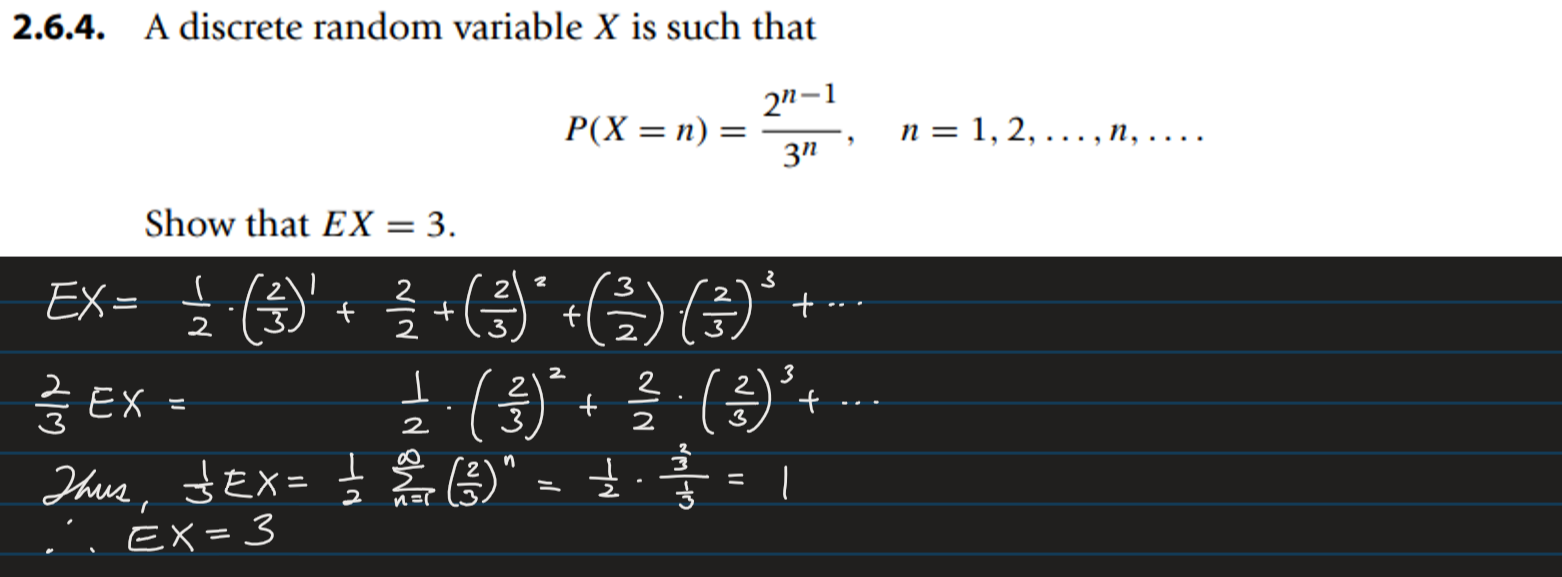 2.6.4. A discrete random variable X is such that
P(X = n) = 2^{n−1}/3^n, n = 1, 2, . . . , n, . . . .
Show that EX = 3.
EX = 1/2 · (2/3)^1 + 2/2 + (2/3)^2 + (3/2) · (2/3)^3 + ...
2/3 EX = 1/2 · (2/3)^2 + 2/2 · (2/3)^3 + ...
Thus, 1/3 EX = 1/2 ∑_{n=1}^{∞} (2/3)^n = 1/2 · (2/3)/(1/3) = 1
∴ EX = 3